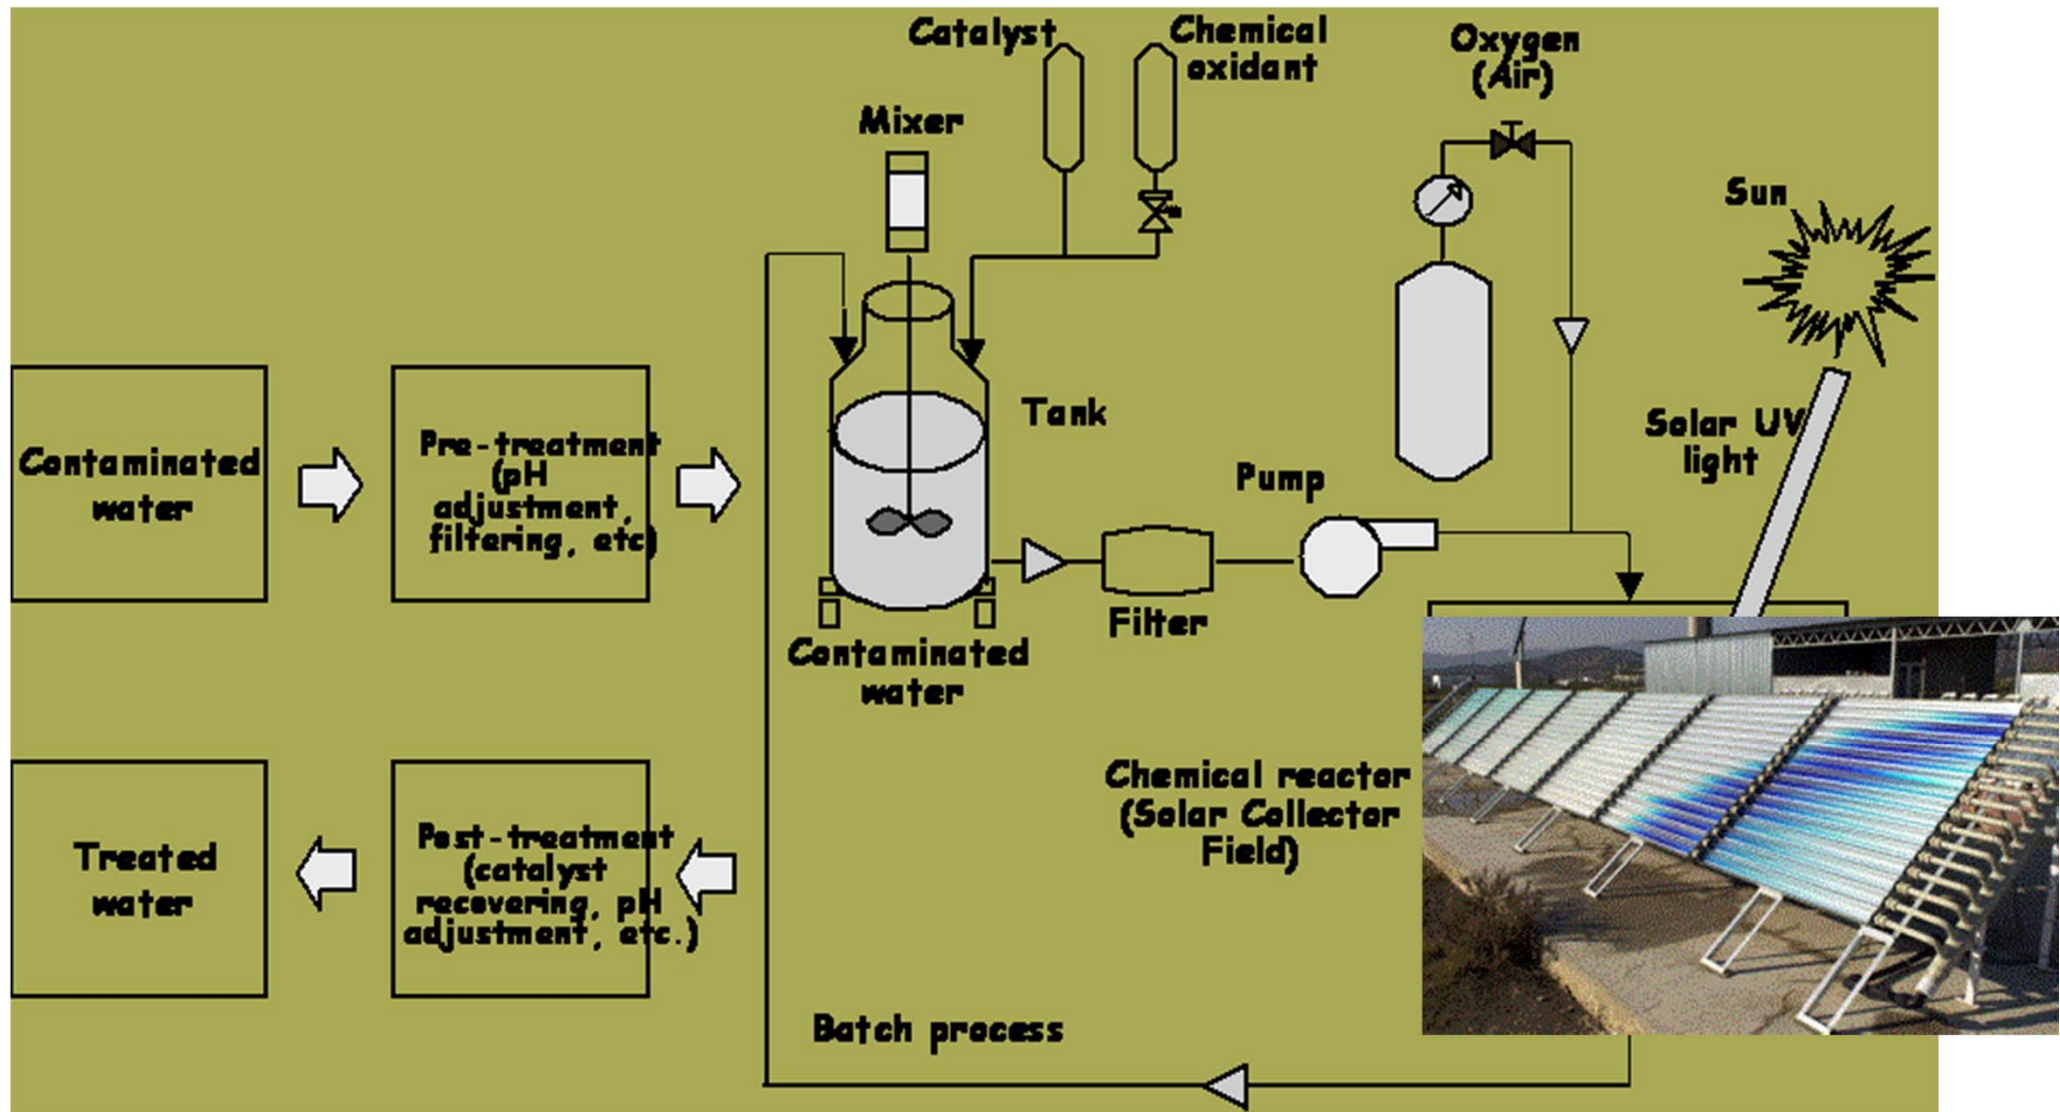 Catalyst
Chemical
oxidant
Oxygen
(Air)
Mixer
Sun
Contaminated
water
Pre-treatment
(pH
adjustment,
filtering, etc)
Tank
Pump
Solar UV
light
Filter
Contaminated
water
Chemical reactor
(Solar Collector
Field)
Treated
water
Post-treatment
(catalyst
recovering, pH
adjustment, etc.)
Batch process